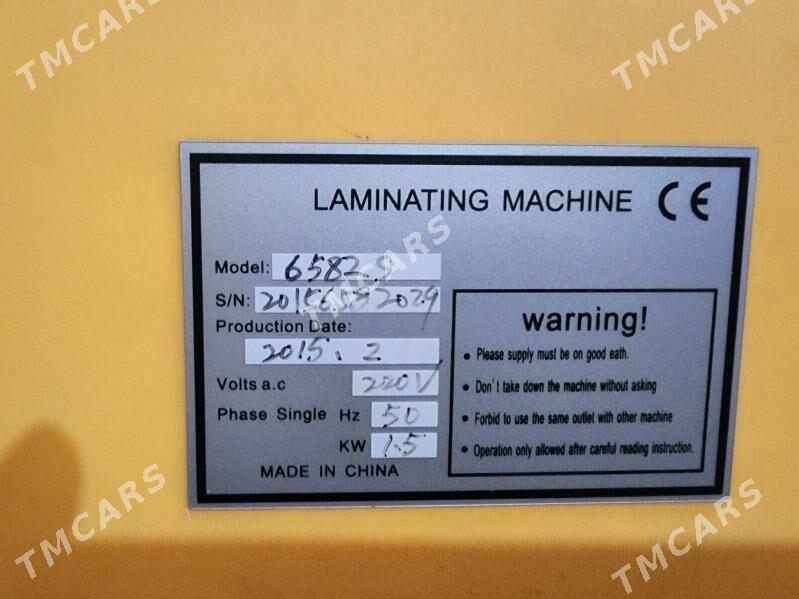 TMCARS
TMCARS
LAMINATING MACHINE CE
Model:
S/N:
Production Date:
2015. 2
Volts a.c 220V
Phase Single Hz 50
KW 1.5
MADE IN CHINA
TMCARS
warning!
• Please supply must be on good eath.
• Don't take down the machine without asking
• Forbid to use the same outlet with other machine
• Operation only allowed after careful reading instruction.
TMCARS
TMCARS